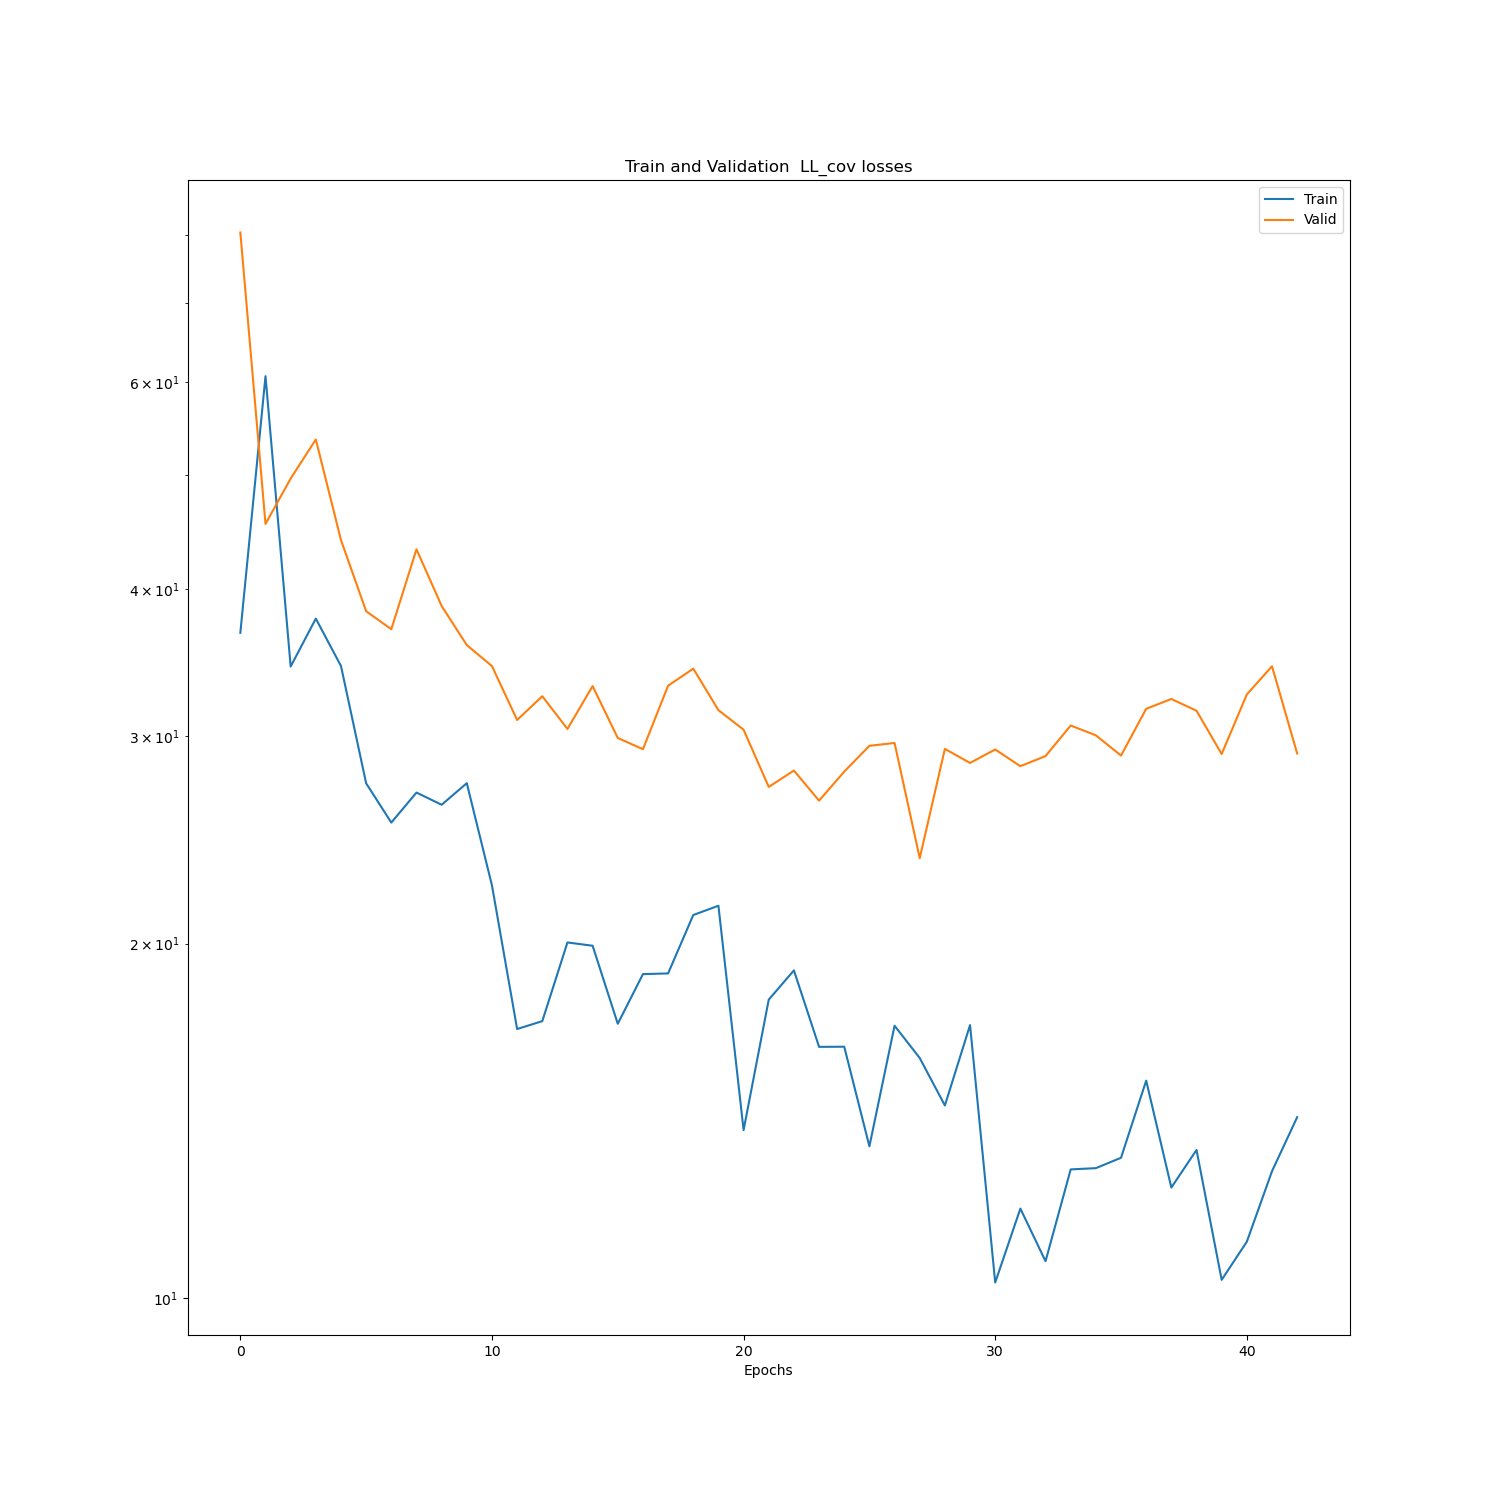 Train and Validation  LL_cov losses
Train
Valid
6 × 10¹
4 × 10¹
3 × 10¹
2 × 10¹
10¹
0 10 20 30 40
Epochs